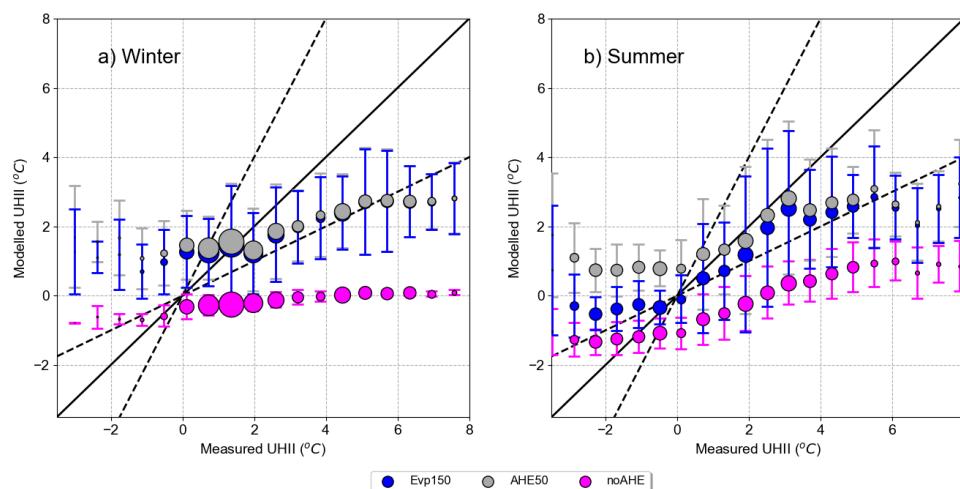 a) Winter
b) Summer
8
6
4
2
0
−2
Modelled UHII (°C)
−2 0 2 4 6 8
Measured UHII (°C)
8
6
4
2
0
−2
Modelled UHII (°C)
−2 0 2 4 6 8
Measured UHII (°C)
Evp150 AHE50 noAHE